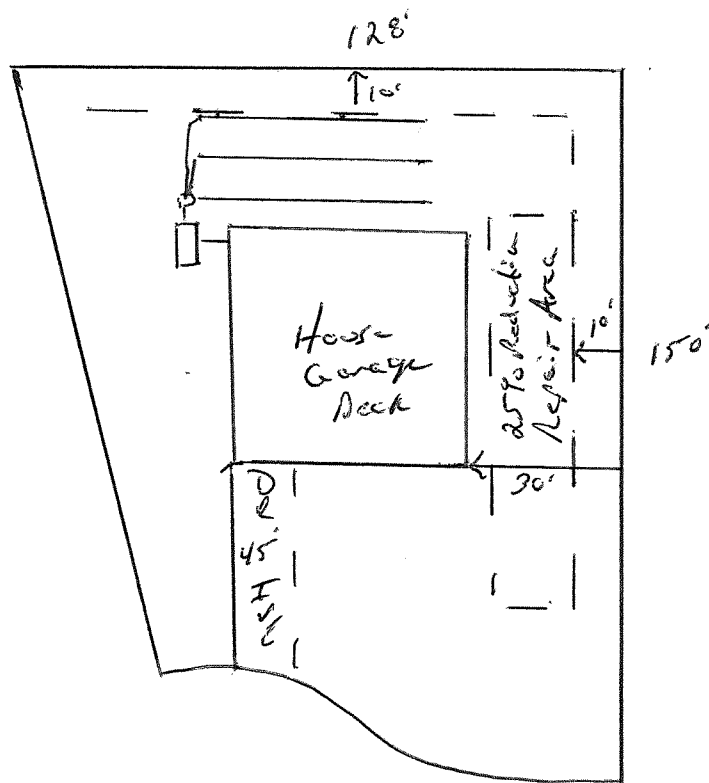 128'
10'
House
Garage
Deck
25% Reduction
Repair Area
10'
150'
30'
45'